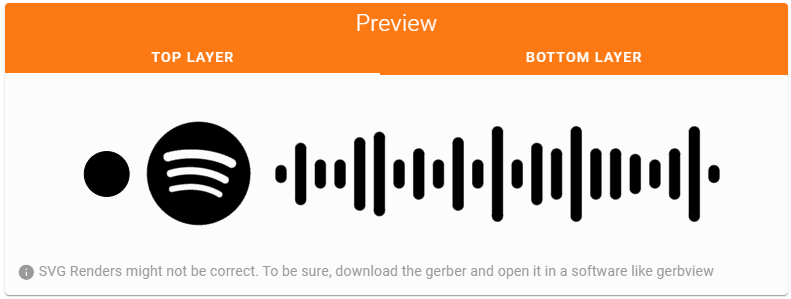 Preview
TOP LAYER
BOTTOM LAYER
SVG Renders might not be correct. To be sure, download the gerber and open it in a software like gerbview